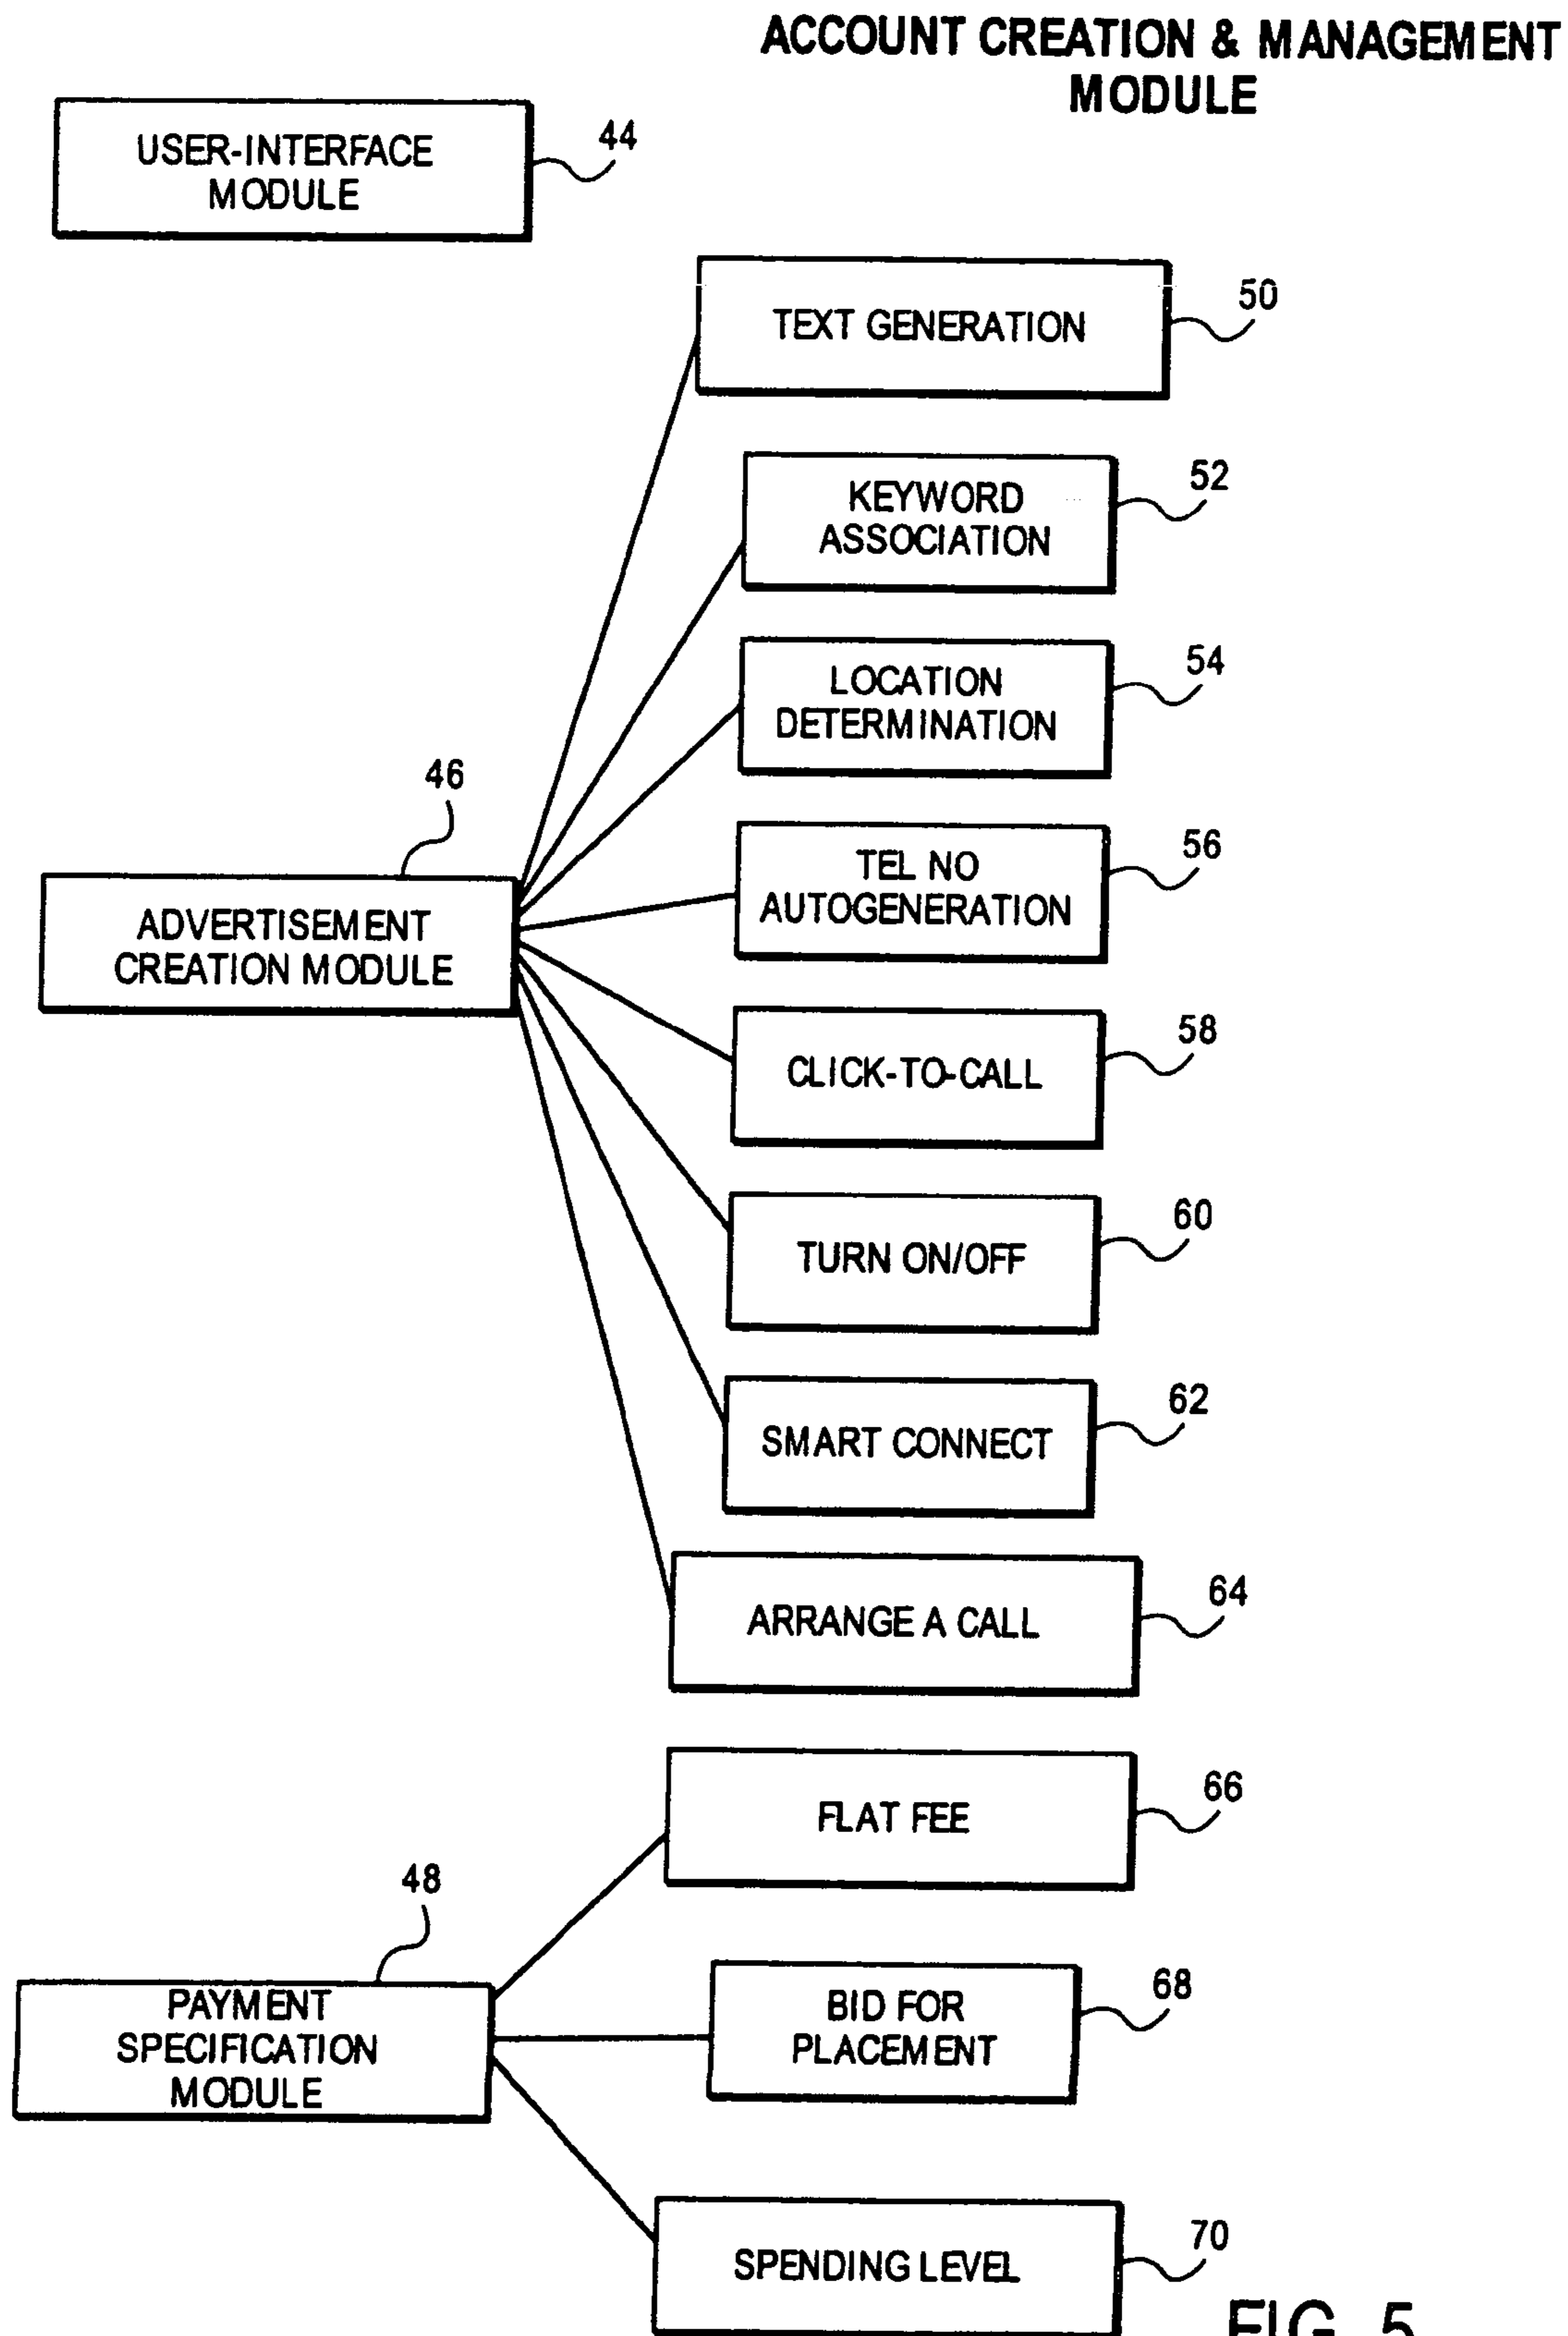 ACCOUNT CREATION & MANAGEMENT
MODULE
USER-INTERFACE
MODULE
44
TEXT GENERATION
50
KEYWORD
ASSOCIATION
52
LOCATION
DETERMINATION
54
46
ADVERTISEMENT
CREATION MODULE
TEL NO
AUTOGENERATION
56
CLICK-TO-CALL
58
TURN ON/OFF
60
SMART CONNECT
62
ARRANGE A CALL
64
FLAT FEE
66
48
PAYMENT
SPECIFICATION
MODULE
BID FOR
PLACEMENT
68
SPENDING LEVEL
70
FIG. 5